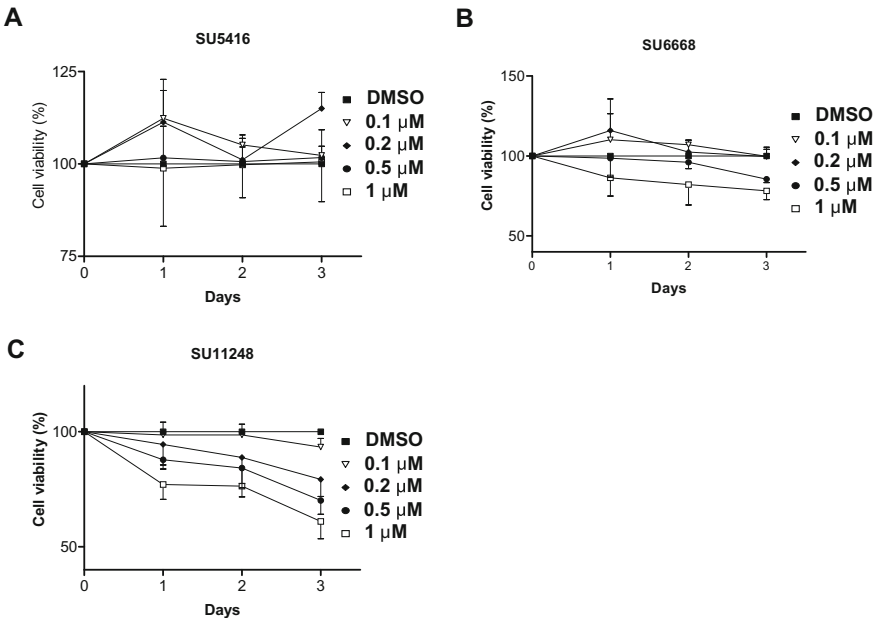 A
SU5416
Cell viability (%)
125
100
75
0 1 2 3
Days
DMSO
0.1 µM
0.2 µM
0.5 µM
1 µM
B
SU6668
Cell viability (%)
150
100
50
0 1 2 3
Days
DMSO
0.1 µM
0.2 µM
0.5 µM
1 µM
C
SU11248
Cell viability (%)
100
50
0 1 2 3
Days
DMSO
0.1 µM
0.2 µM
0.5 µM
1 µM